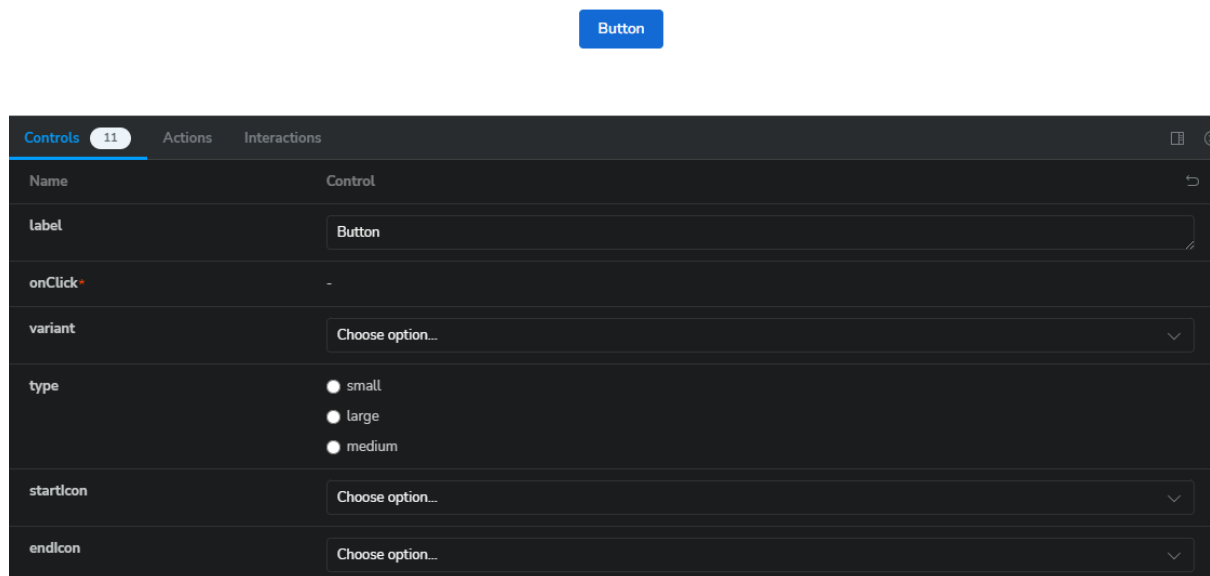 Button
Controls 11 Actions Interactions
Name Control
label Button
onClick* -
variant Choose option...
type small
large
medium
startIcon Choose option...
endIcon Choose option...